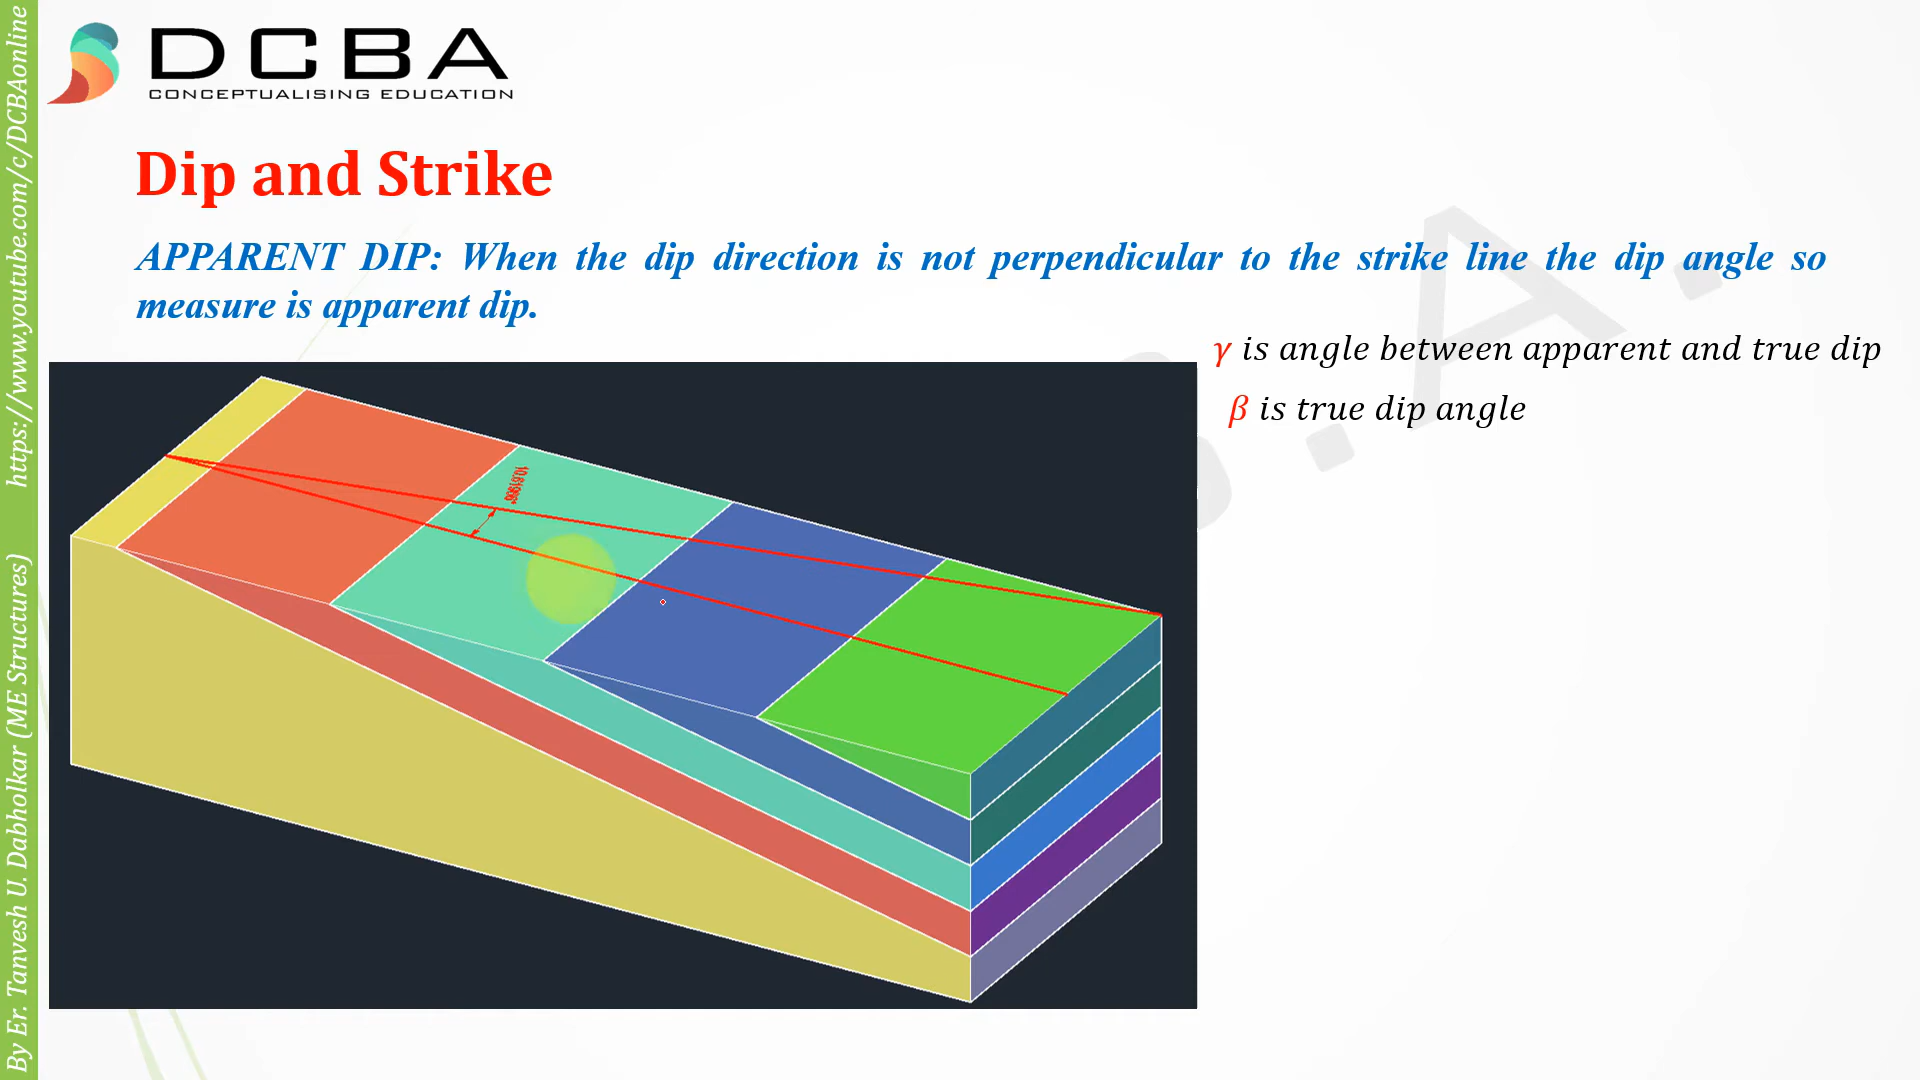 DCBA
CONCEPTUALISING EDUCATION
Dip and Strike
APPARENT DIP: When the dip direction is not perpendicular to the strike line the dip angle so
measure is apparent dip.
γ is angle between apparent and true dip
β is true dip angle
By Er. Tanvesh U. Dabholkar (ME Structures) https://www.youtube.com/c/DCBAonline